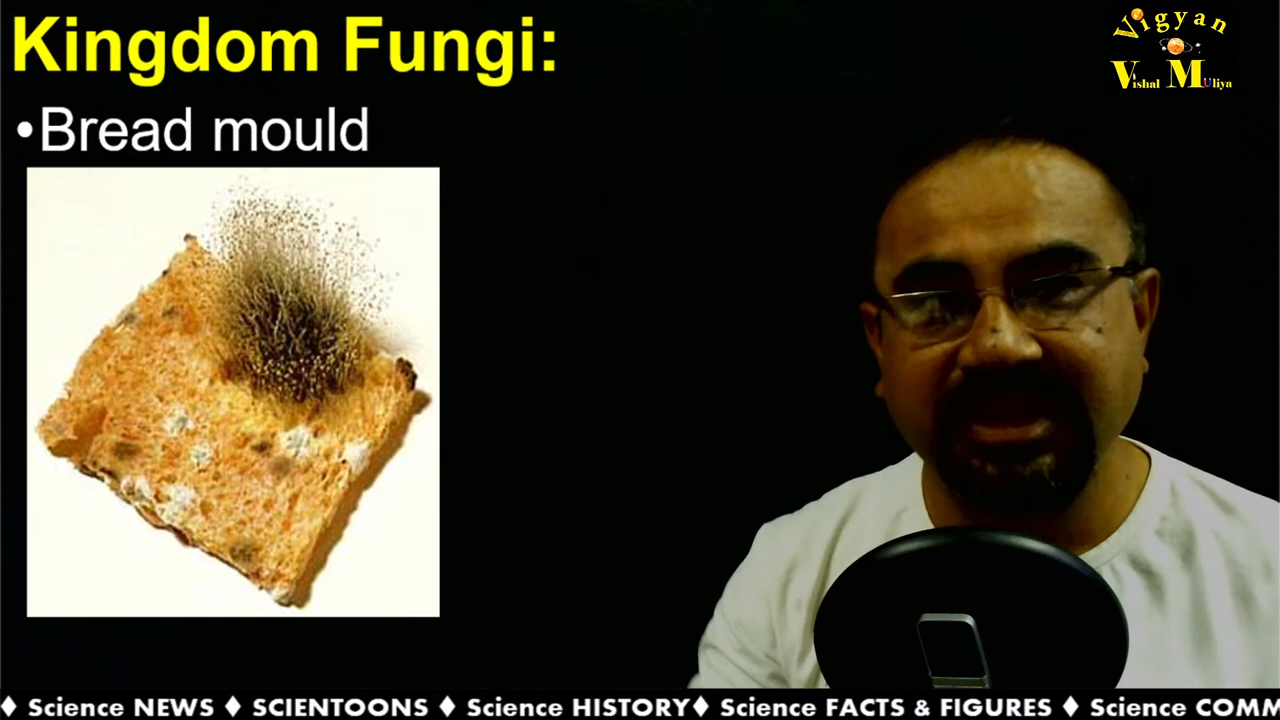 Kingdom Fungi:
•Bread mould
Vigyan
Vishal MUliya
♦ Science NEWS ♦ SCIENTOONS ♦ Science HISTORY♦ Science FACTS & FIGURES ♦ Science COMM